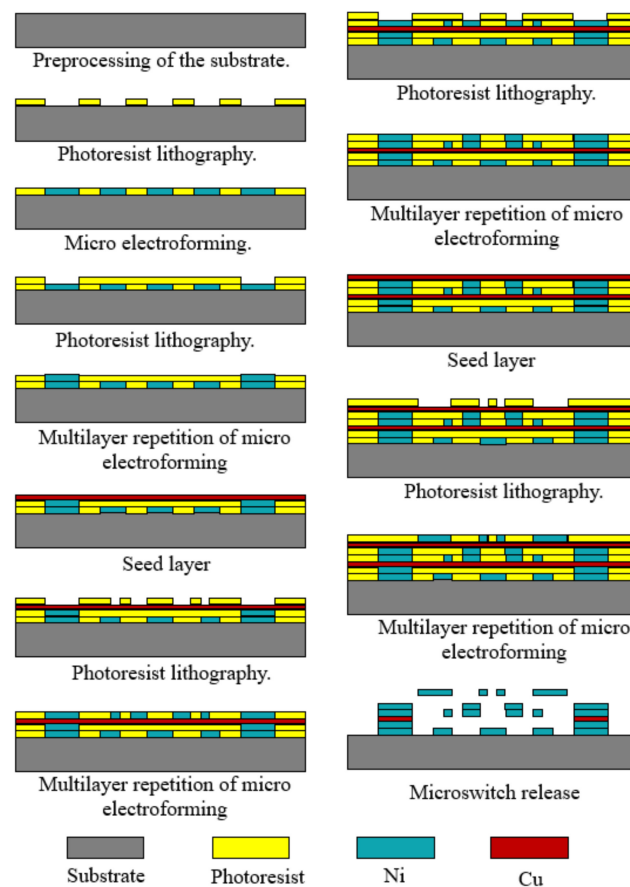 Preprocessing of the substrate.
Photoresist lithography.
Micro electroforming.
Photoresist lithography.
Multilayer repetition of micro
electroforming
Seed layer
Photoresist lithography.
Multilayer repetition of micro
electroforming
Photoresist lithography.
Multilayer repetition of micro
electroforming
Seed layer
Photoresist lithography.
Multilayer repetition of micro
electroforming
Microswitch release
Substrate
Photoresist
Ni
Cu